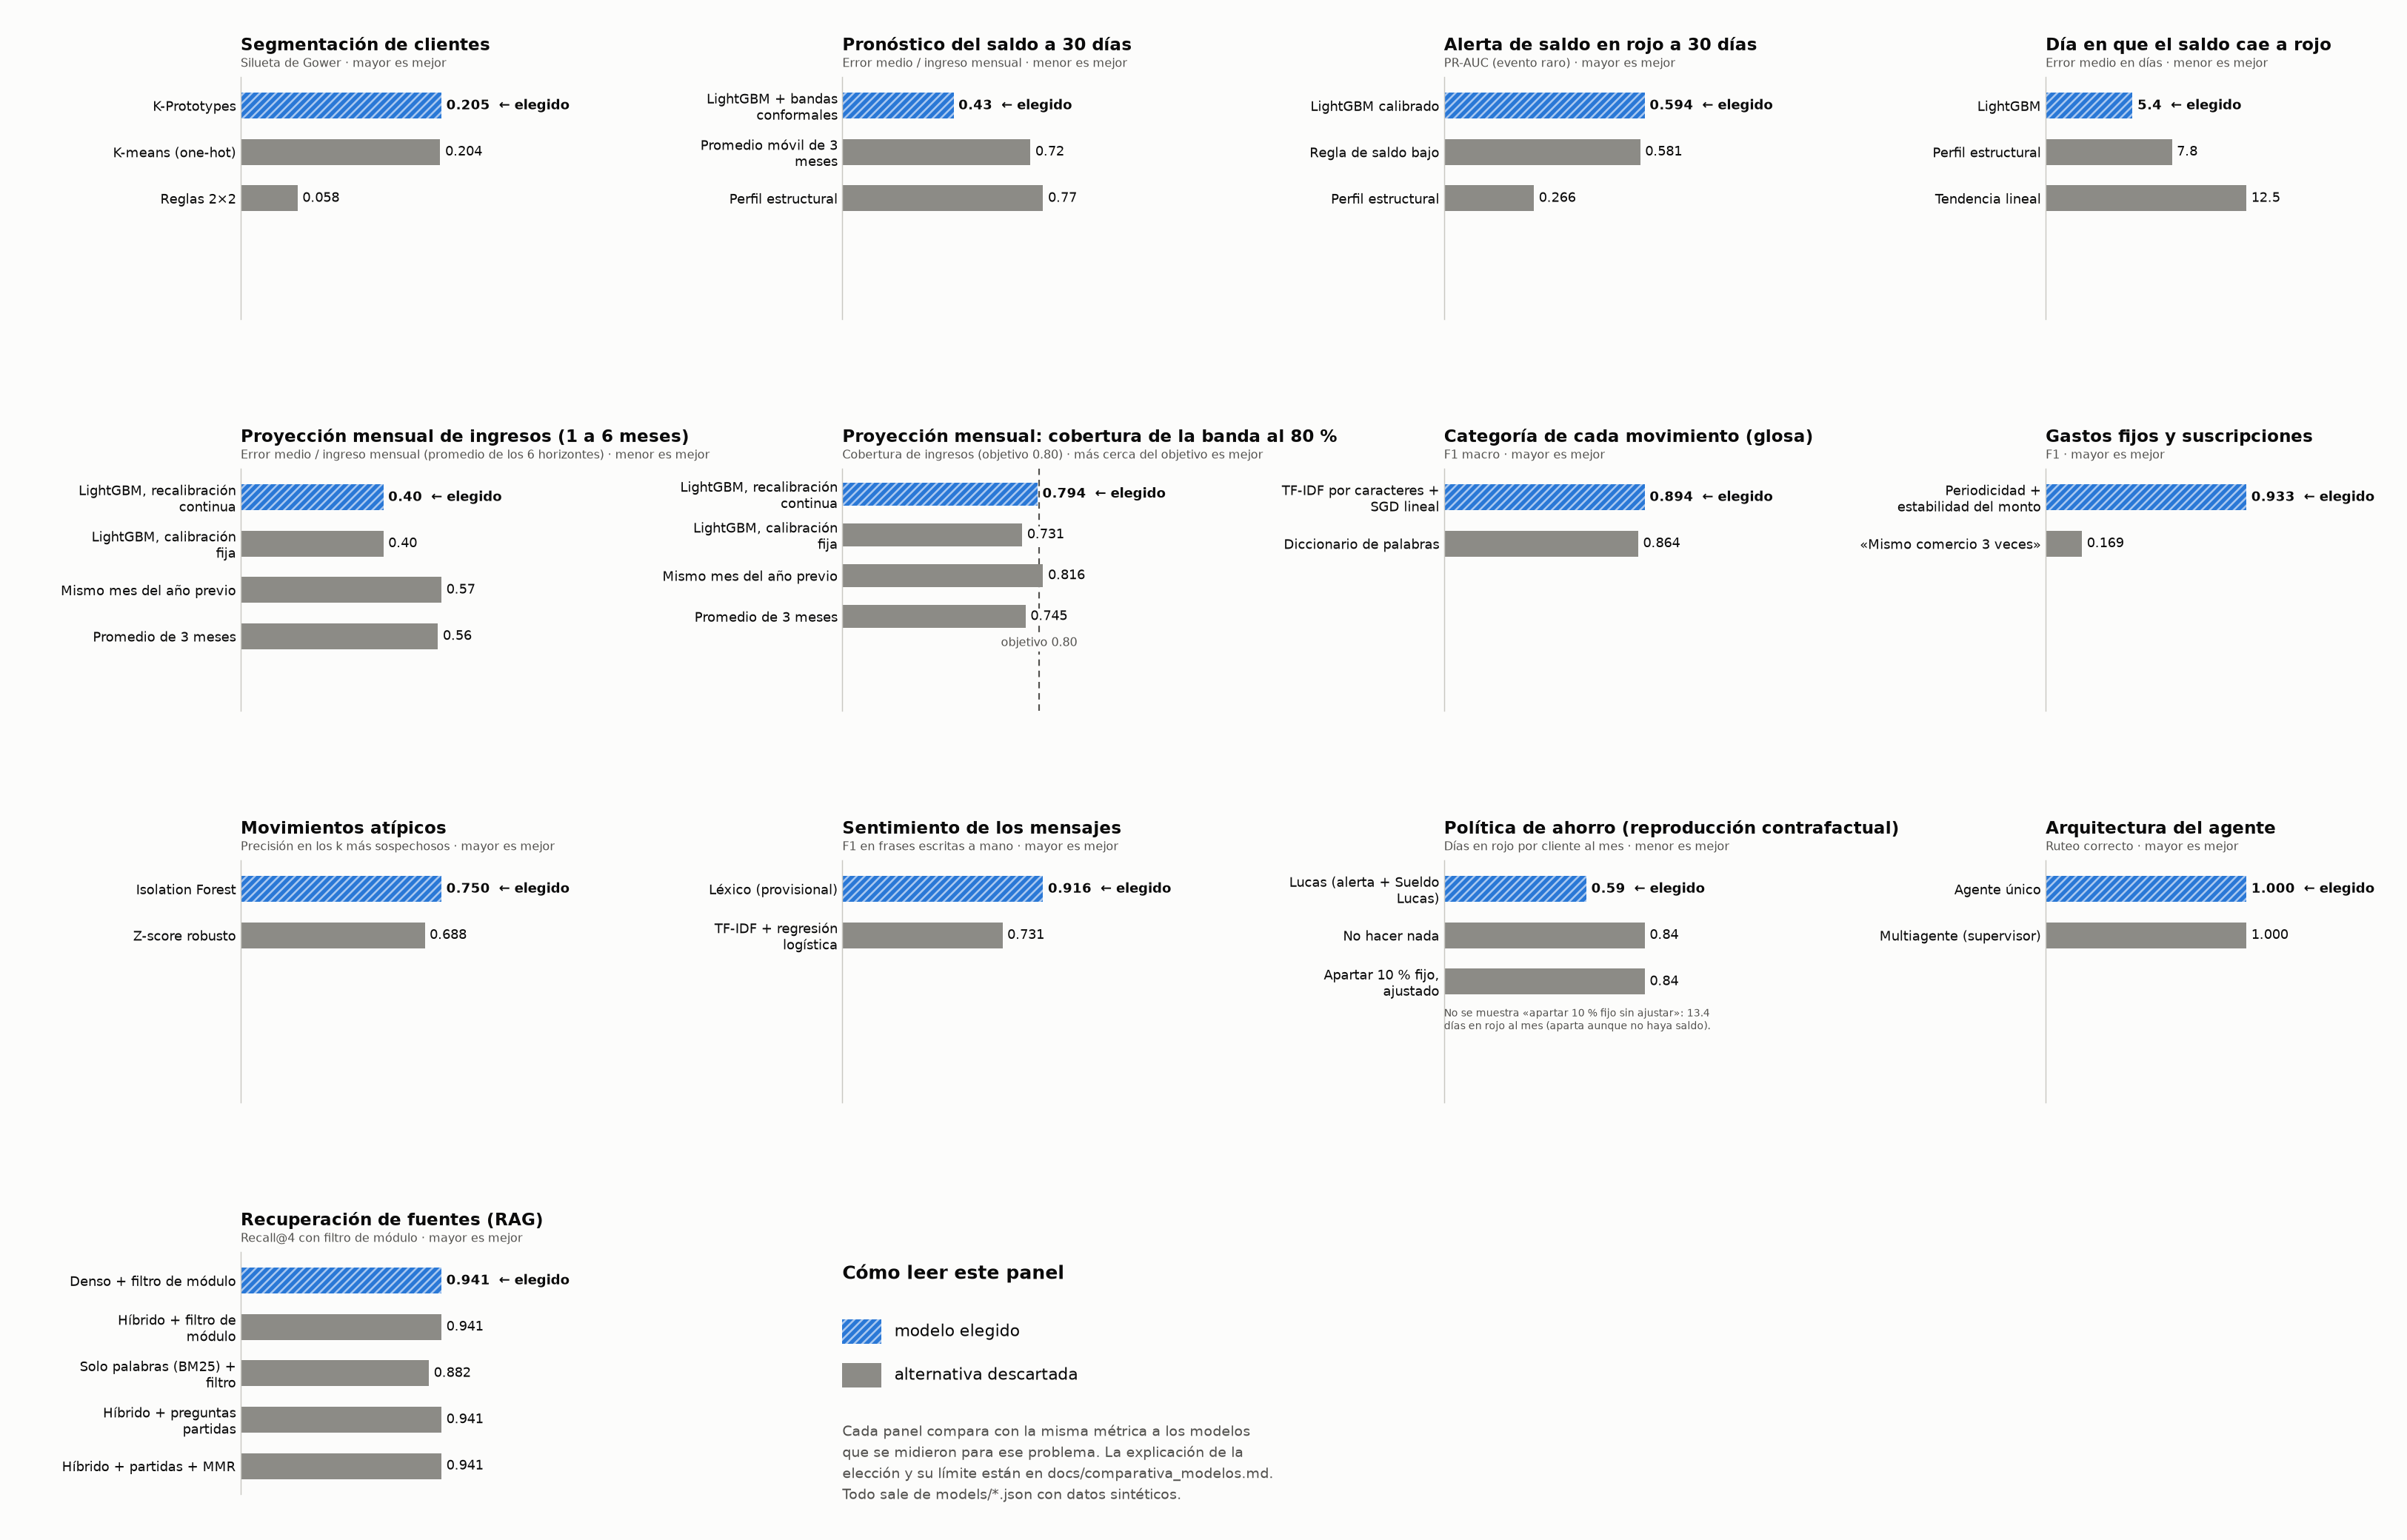 Segmentación de clientes
Silueta de Gower · mayor es mejor
K-Prototypes
0.205 ← elegido
K-means (one-hot)
0.204
Reglas 2×2
0.058
Pronóstico del saldo a 30 días
Error medio / ingreso mensual · menor es mejor
LightGBM + bandas
conformales
0.43 ← elegido
Promedio móvil de 3
meses
0.72
Perfil estructural
0.77
Alerta de saldo en rojo a 30 días
PR-AUC (evento raro) · mayor es mejor
LightGBM calibrado
0.594 ← elegido
Regla de saldo bajo
0.581
Perfil estructural
0.266
Día en que el saldo cae a rojo
Error medio en días · menor es mejor
LightGBM
5.4 ← elegido
Perfil estructural
7.8
Tendencia lineal
12.5
Proyección mensual de ingresos (1 a 6 meses)
Error medio / ingreso mensual (promedio de los 6 horizontes) · menor es mejor
LightGBM, recalibración
continua
0.40 ← elegido
LightGBM, calibración
fija
0.40
Mismo mes del año previo
0.57
Promedio de 3 meses
0.56
Proyección mensual: cobertura de la banda al 80 %
Cobertura de ingresos (objetivo 0.80) · más cerca del objetivo es mejor
LightGBM, recalibración
continua
0.794 ← elegido
LightGBM, calibración
fija
0.731
Mismo mes del año previo
0.816
Promedio de 3 meses
0.745
objetivo 0.80
Categoría de cada movimiento (glosa)
F1 macro · mayor es mejor
TF-IDF por caracteres +
SGD lineal
0.894 ← elegido
Diccionario de palabras
0.864
Gastos fijos y suscripciones
F1 · mayor es mejor
Periodicidad +
estabilidad del monto
0.933 ← elegido
«Mismo comercio 3 veces»
0.169
Movimientos atípicos
Precisión en los k más sospechosos · mayor es mejor
Isolation Forest
0.750 ← elegido
Z-score robusto
0.688
Sentimiento de los mensajes
F1 en frases escritas a mano · mayor es mejor
Léxico (provisional)
0.916 ← elegido
TF-IDF + regresión
logística
0.731
Política de ahorro (reproducción contrafactual)
Días en rojo por cliente al mes · menor es mejor
Lucas (alerta + Sueldo
Lucas)
0.59 ← elegido
No hacer nada
0.84
Apartar 10 % fijo,
ajustado
0.84
No se muestra «apartar 10 % fijo sin ajustar»: 13.4
días en rojo al mes (aparta aunque no haya saldo).
Arquitectura del agente
Ruteo correcto · mayor es mejor
Agente único
1.000 ← elegido
Multiagente (supervisor)
1.000
Recuperación de fuentes (RAG)
Recall@4 con filtro de módulo · mayor es mejor
Denso + filtro de módulo
0.941 ← elegido
Híbrido + filtro de
módulo
0.941
Solo palabras (BM25) +
filtro
0.882
Híbrido + preguntas
partidas
0.941
Híbrido + partidas + MMR
0.941
Cómo leer este panel
modelo elegido
alternativa descartada
Cada panel compara con la misma métrica a los modelos
que se midieron para ese problema. La explicación de la
elección y su límite están en docs/comparativa_modelos.md.
Todo sale de models/*.json con datos sintéticos.